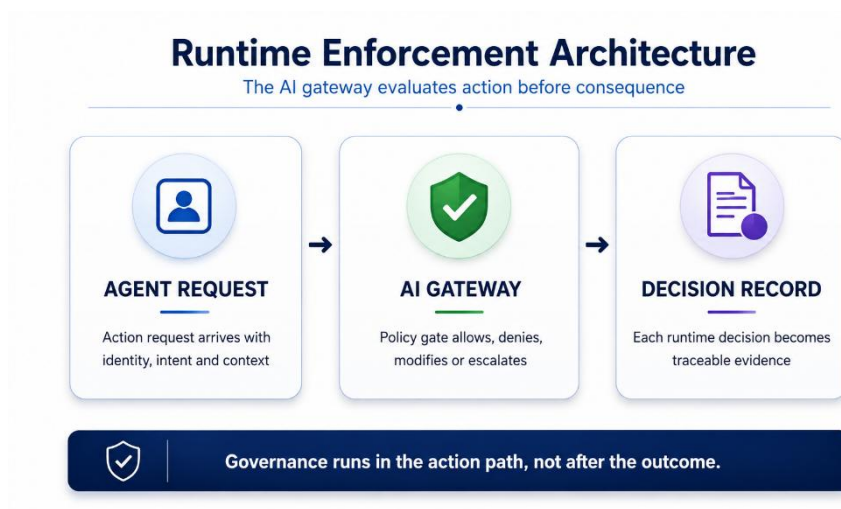 Runtime Enforcement Architecture
The AI gateway evaluates action before consequence
AGENT REQUEST
Action request arrives with
identity, intent and context
AI GATEWAY
Policy gate allows, denies,
modifies or escalates
DECISION RECORD
Each runtime decision becomes
traceable evidence
Governance runs in the action path, not after the outcome.